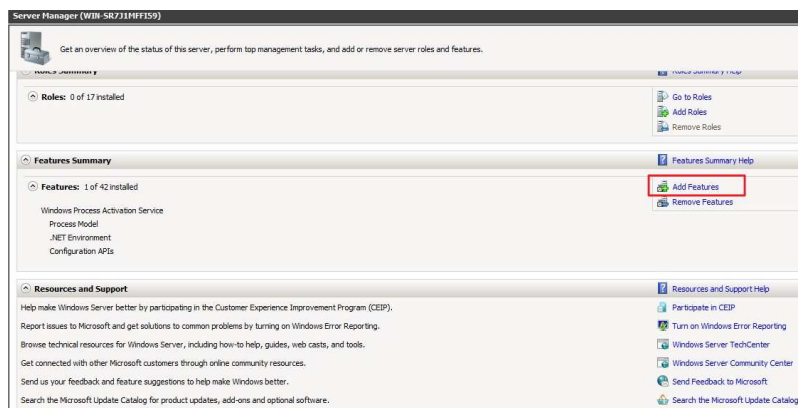 Server Manager (WIN-SR7J1MFFI59)
Get an overview of the status of this server, perform top management tasks, and add or remove server roles and features.
Roles Summary
Roles Summary Help
Roles: 0 of 17 installed
Go to Roles
Add Roles
Remove Roles
Features Summary
Features Summary Help
Features: 1 of 42 installed
Add Features
Remove Features
Windows Process Activation Service
Process Model
.NET Environment
Configuration APIs
Resources and Support
Resources and Support Help
Help make Windows Server better by participating in the Customer Experience Improvement Program (CEIP).
Participate in CEIP
Report issues to Microsoft and get solutions to common problems by turning on Windows Error Reporting.
Turn on Windows Error Reporting
Browse technical resources for Windows Server, including how-to help, guides, web casts, and tools.
Windows Server TechCenter
Get connected with other Microsoft customers through online community resources.
Windows Server Community Center
Send us your feedback and feature suggestions to help make Windows better.
Send Feedback to Microsoft
Search the Microsoft Update Catalog for product updates, add-ons and optional software.
Search the Microsoft Update Catalog